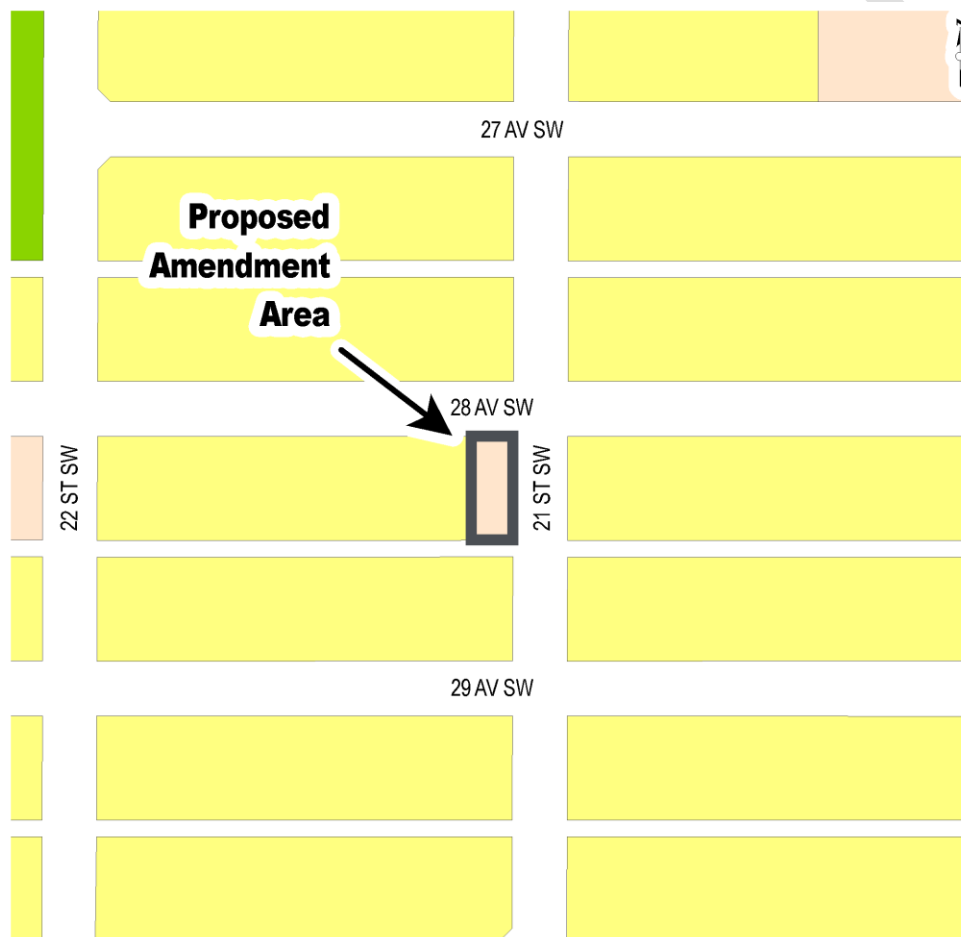 27 AV SW
Proposed
Amendment
Area
28 AV SW
22 ST SW
21 ST SW
29 AV SW